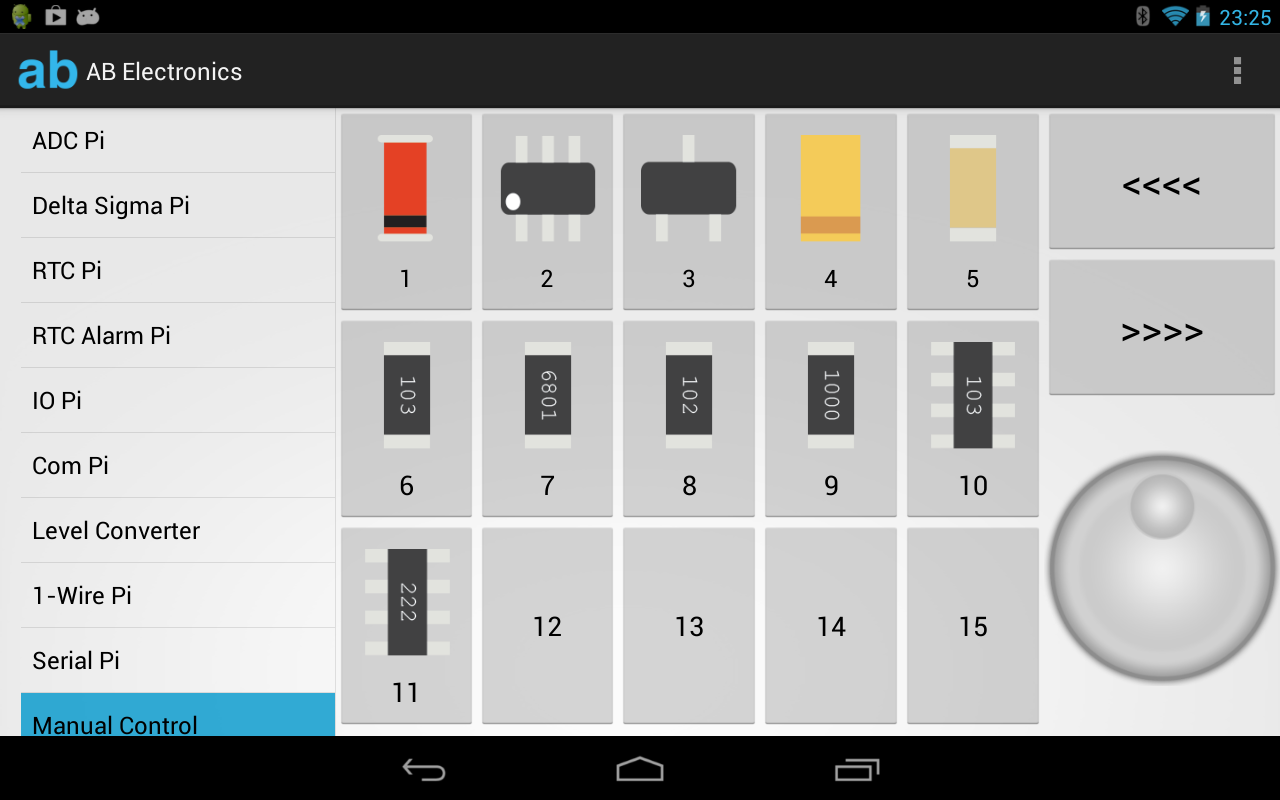 23:25
ab AB Electronics
ADC Pi
Delta Sigma Pi
RTC Pi
RTC Alarm Pi
IO Pi
Com Pi
Level Converter
1-Wire Pi
Serial Pi
Manual Control
1
2
3
4
5
103
6801
102
1000
103
6
7
8
9
10
222
11
12
13
14
15
<<<<
>>>>